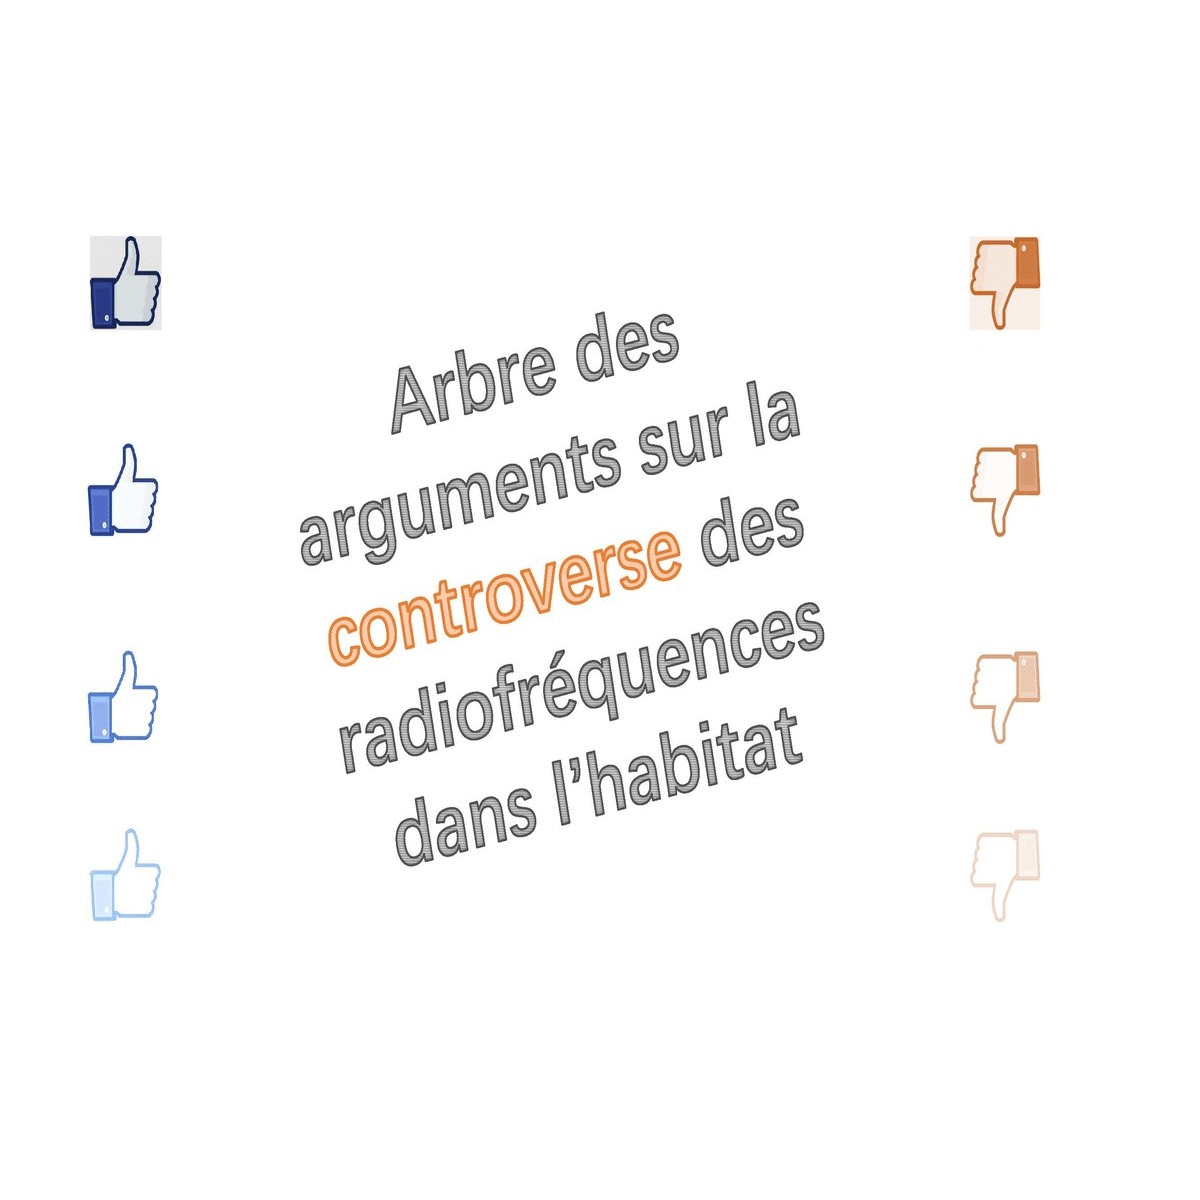 Arbre des
arguments sur la
controverse des
radiofréquences
dans l’habitat